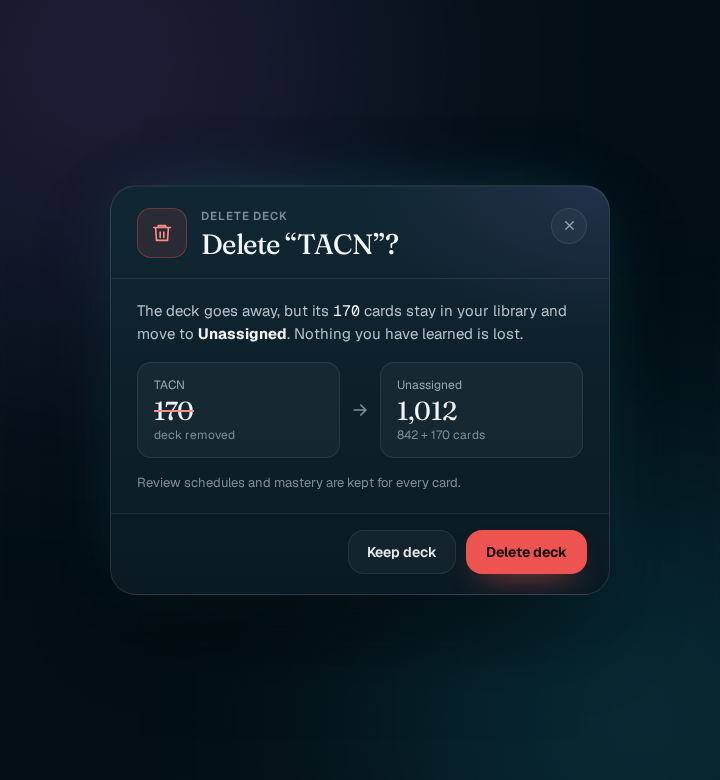 DELETE DECK
Delete “TACN”?
The deck goes away, but its 170 cards stay in your library and
move to Unassigned. Nothing you have learned is lost.
TACN
170
deck removed
→
Unassigned
1,012
842 + 170 cards
Review schedules and mastery are kept for every card.
Keep deck
Delete deck